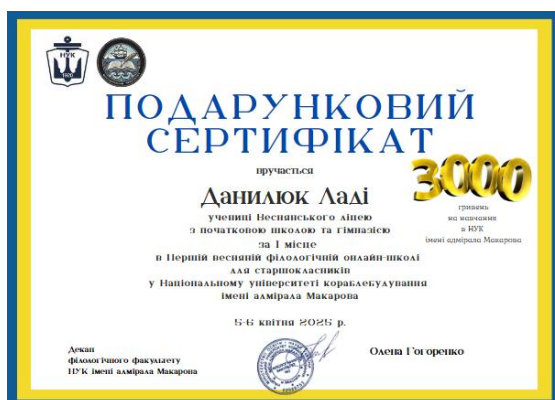 НУК
1920
ПОДАРУНКОВИЙ
СЕРТИФІКАТ
вручається
Данилюк Ладі
3000
гривень
на навчання
в НУК
імені адмірала Макарова
учениці Веснянського ліцею
з початковою школою та гімназією
за І місце
в Першій весняній філологічній онлайн-школі
для старшокласників
у Національному університеті кораблебудування
імені адмірала Макарова
5-6 квітня 2025 р.
Декан
філологічного факультету
НУК імені адмірала Макарова
Олена